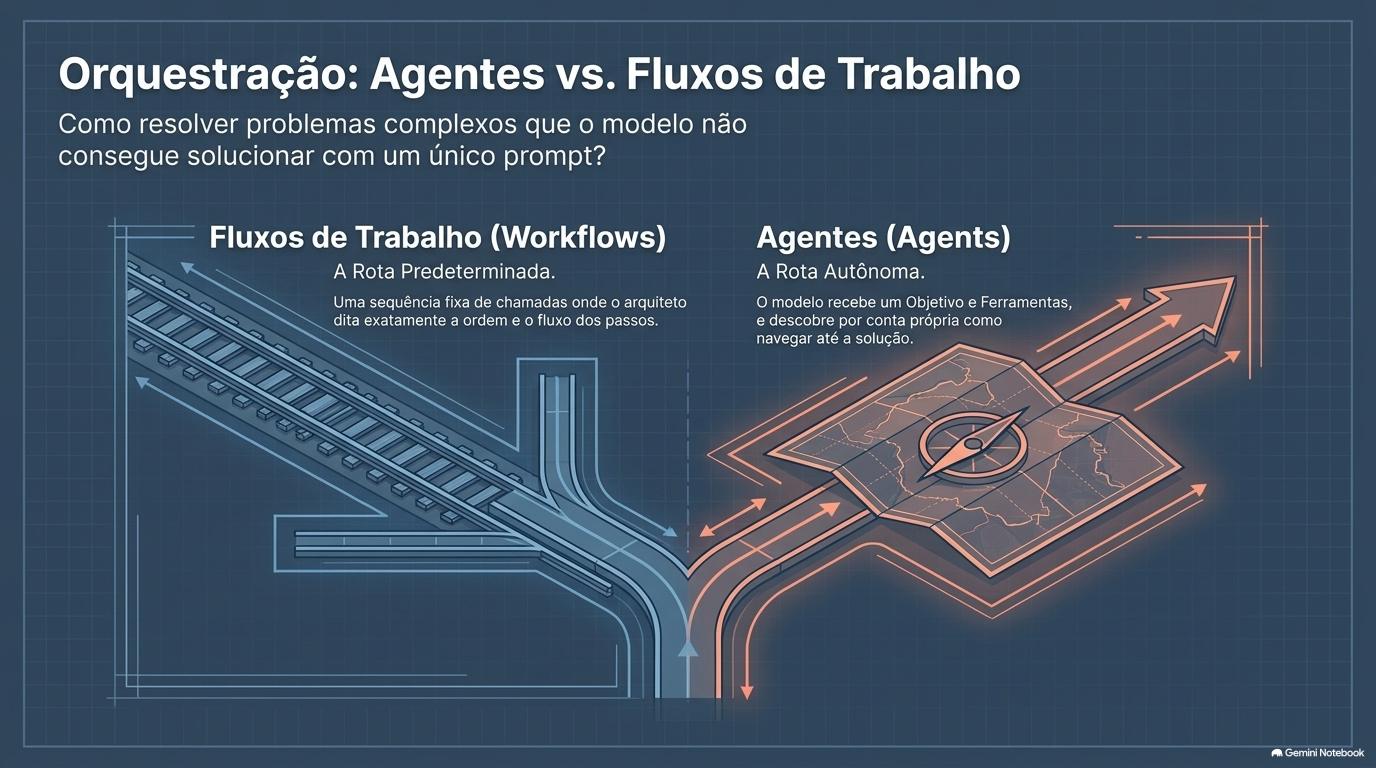 Orquestração: Agentes vs. Fluxos de Trabalho
Como resolver problemas complexos que o modelo não
consegue solucionar com um único prompt?
Fluxos de Trabalho (Workflows)
A Rota Predeterminada.
Uma sequência fixa de chamadas onde o arquiteto
dita exatamente a ordem e o fluxo dos passos.
Agentes (Agents)
A Rota Autônoma.
O modelo recebe um Objetivo e Ferramentas,
e descobre por conta própria como
navegar até a solução.
Gemini Notebook